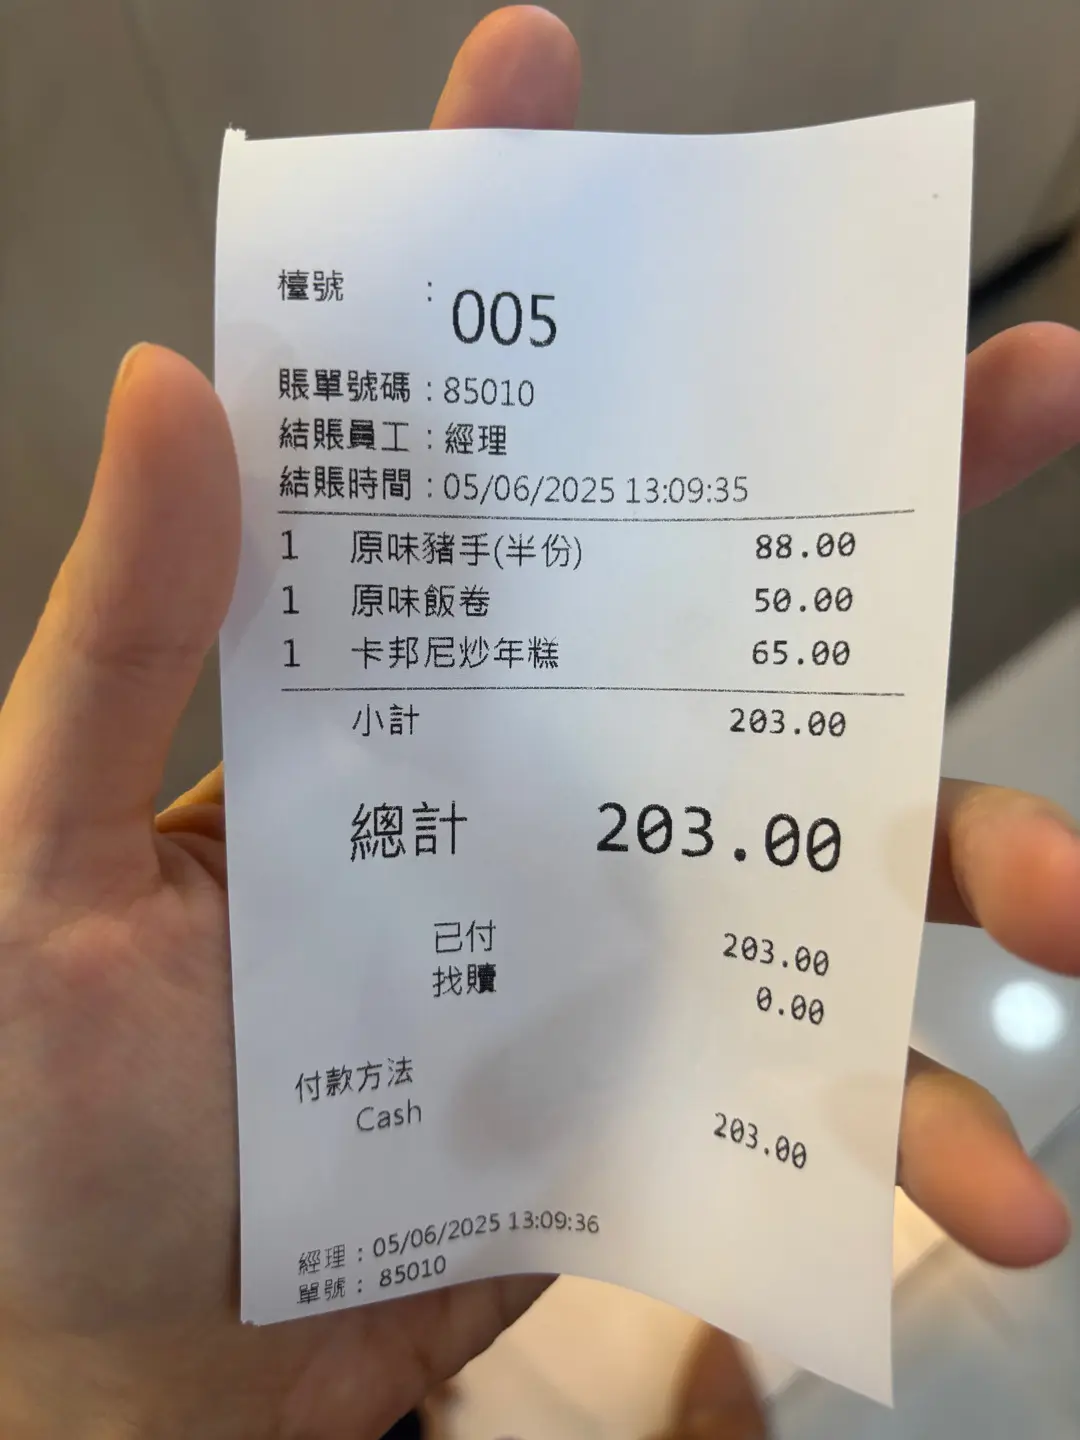 檯號 : 005
賬單號碼 : 85010
結賬員工 : 經理
結賬時間 : 05/06/2025 13:09:35
1 原味豬手(半份) 88.00
1 原味飯卷 50.00
1 卡邦尼炒年糕 65.00
小計 203.00
總計 203.00
已付 203.00
找贖 0.00
付款方法
Cash 203.00
經理 : 05/06/2025 13:09:36
單號 : 85010